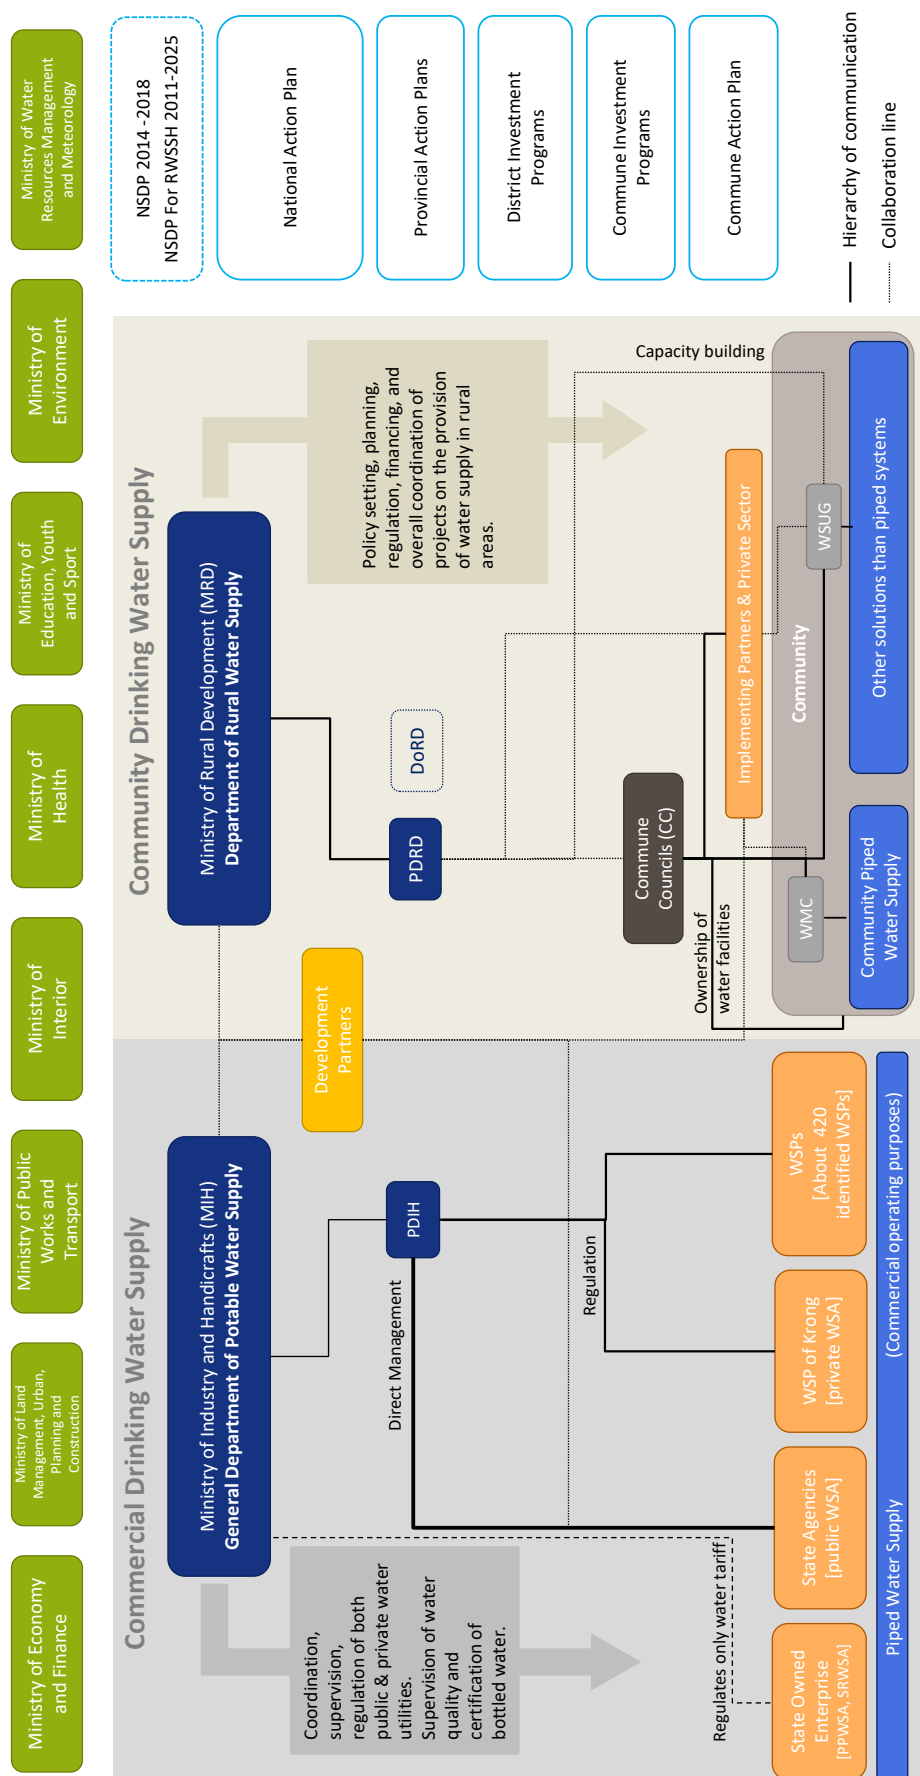 Ministry of Economy
and Finance
Ministry of Land
Management, Urban,
Planning and
Construction
Ministry of Public
Works and
Transport
Ministry of
Interior
Ministry of
Health
Ministry of
Education, Youth
and Sport
Ministry of
Environment
Ministry of Water
Resources Management
and Meteorology
Commercial Drinking Water Supply
Community Drinking Water Supply
Ministry of Industry and Handicrafts (MIH)
General Department of Potable Water Supply
Ministry of Rural Development (MRD)
Department of Rural Water Supply
NSDP 2014 -2018
NSDP For RWSSH 2011-2025
National Action Plan
Provincial Action Plans
District Investment
Programs
Commune Investment
Programs
Commune Action Plan
Coordination,
supervision,
regulation of both
public & private water
utilities.
Supervision of water
quality and
certification of
bottled water.
Development
Partners
Policy setting, planning,
regulation, financing, and
overall coordination of
projects on the provision
of water supply in rural
areas.
Direct Management
PDIH
PDRD
DoRD
Regulation
Commune
Councils (CC)
Capacity building
Regulates only water tariff
Ownership of
water facilities
Implementing Partners & Private Sector
State Owned
Enterprise
[PPWSA, SRWSA]
State Agencies
[public WSA]
WSP of Krong
[private WSA]
WSPs
[About 420
identified WSPs]
Community
WMC
WSUG
Community Piped
Water Supply
Other solutions than piped systems
Piped Water Supply
(Commercial operating purposes)
Hierarchy of communication
Collaboration line